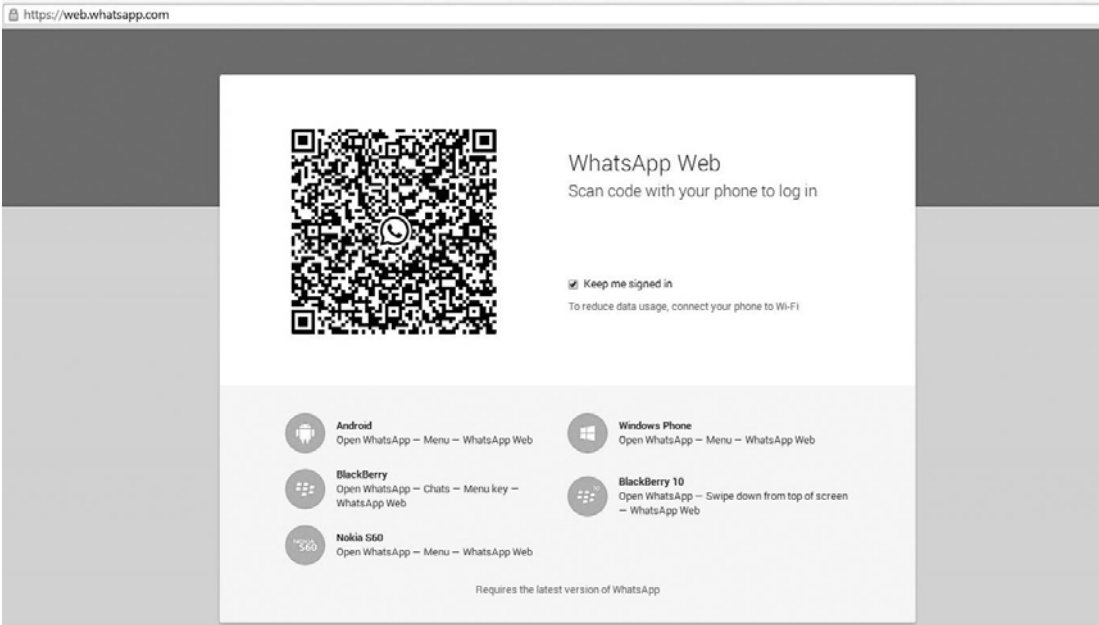 https://web.whatsapp.com
WhatsApp Web
Scan code with your phone to log in
Keep me signed in
To reduce data usage, connect your phone to Wi-Fi
Android
Open WhatsApp — Menu — WhatsApp Web
BlackBerry
Open WhatsApp — Chats — Menu key —
WhatsApp Web
NOKIA
S60
Nokia S60
Open WhatsApp — Menu — WhatsApp Web
Windows Phone
Open WhatsApp — Menu — WhatsApp Web
10
BlackBerry 10
Open WhatsApp — Swipe down from top of screen
— WhatsApp Web
Requires the latest version of WhatsApp